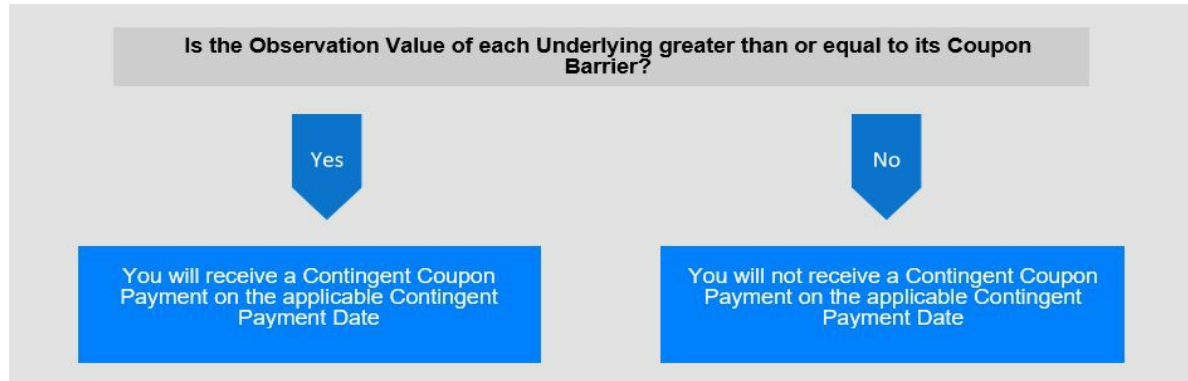 Is the Observation Value of each Underlying greater than or equal to its Coupon
Barrier?
Yes
No
You will receive a Contingent Coupon
Payment on the applicable Contingent
Payment Date
You will not receive a Contingent Coupon
Payment on the applicable Contingent
Payment Date